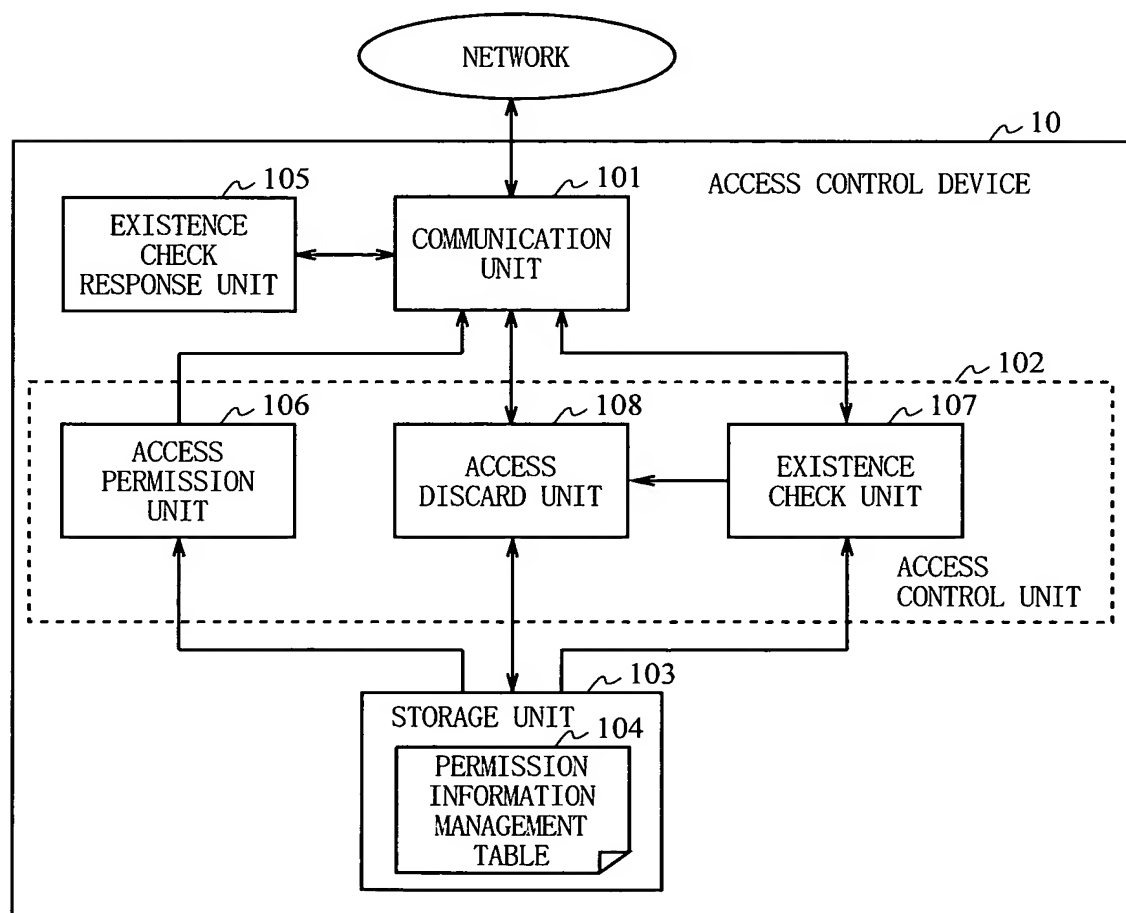 NETWORK
10
ACCESS CONTROL DEVICE
105
EXISTENCE
CHECK
RESPONSE UNIT
101
COMMUNICATION
UNIT
102
106
ACCESS
PERMISSION
UNIT
108
ACCESS
DISCARD UNIT
107
EXISTENCE
CHECK UNIT
ACCESS
CONTROL UNIT
103
STORAGE UNIT
104
PERMISSION
INFORMATION
MANAGEMENT
TABLE